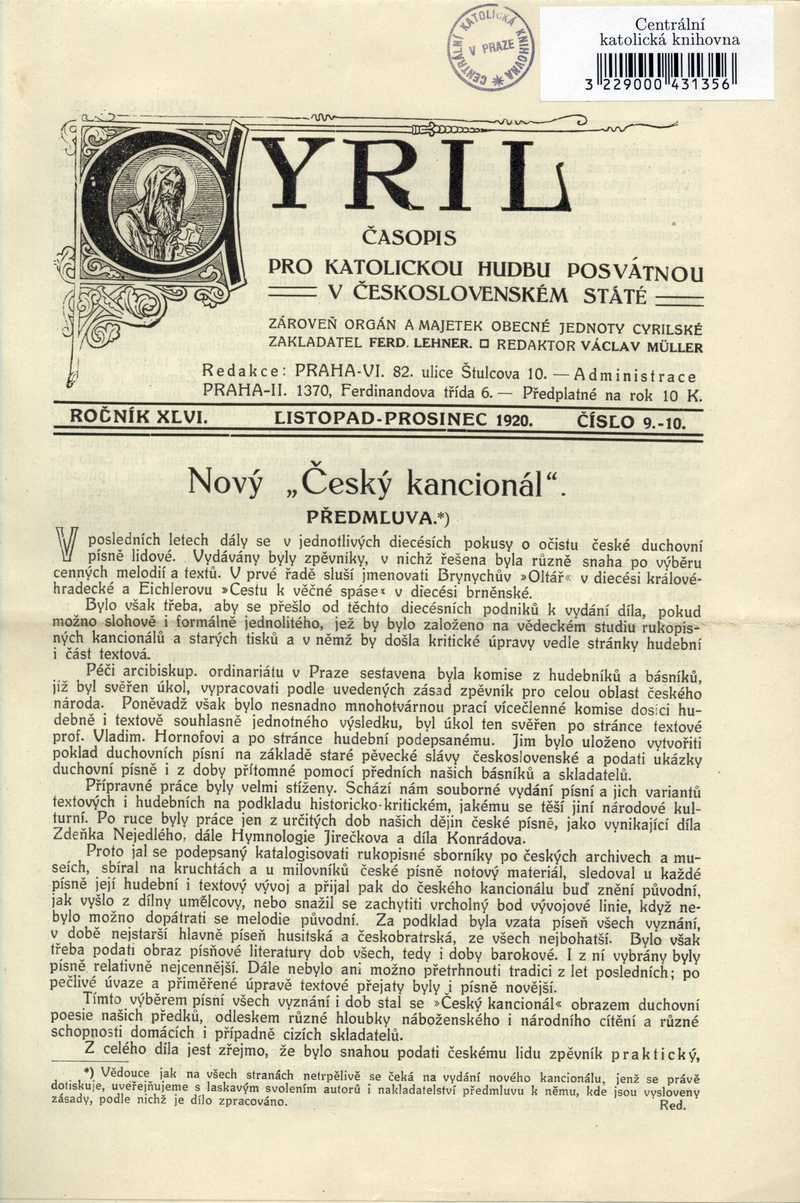 CENTRÁLNÍ KATOLICKÁ KNIHOVNA
V PRAZE
Centrální
katolická knihovna
3 229000 431356
CYRIL
ČASOPIS
PRO KATOLICKOU HUDBU POSVÁTNOU
V ČESKOSLOVENSKÉM STÁTĚ
ZÁROVEŇ ORGÁN A MAJETEK OBECNÉ JEDNOTY CYRILSKÉ
ZAKLADATEL FERD. LEHNER. □ REDAKTOR VÁCLAV MÜLLER
Redakce: PRAHA-VI. 82. ulice Štulcova 10. — Administrace
PRAHA-II. 1370, Ferdinandova třída 6. — Předplatné na rok 10 K.
ROČNÍK XLVI. LISTOPAD-PROSINEC 1920. ČÍSLO 9.-10.
Nový „Český kancionál“.
PŘEDMLUVA.*)
V posledních letech dály se v jednotlivých diecésích pokusy o očistu české duchovní
písně lidové. Vydávány byly zpěvníky, v nichž řešena byla různě snaha po výběru
cenných melodií a textů. V prvé řadě sluší jmenovati Brynychův »Oltář« v diecési králové-
hradecké a Eichlerovu »Cestu k věčné spáse« v diecési brněnské.
Bylo však třeba, aby se přešlo od těchto diecésních podniků k vydání díla, pokud
možno slohově i formálně jednolitého, jež by bylo založeno na vědeckém studiu rukopis-
ných kancionálů a starých tisků a v němž by došla kritické úpravy vedle stránky hudební
i část textová.
Péči arcibiskup. ordinariátu v Praze sestavena byla komise z hudebníků a básníků,
jíž byl svěřen úkol, vypracovati podle uvedených zásad zpěvník pro celou oblast českého
národa. Poněvadž však bylo nesnadno mnohotvárnou prací vícečlenné komise dosíci hu-
debně i textově souhlasně jednotného výsledku, byl úkol ten svěřen po stránce textové
prof. Vladim. Hornofovi a po stránce hudební podepsanému. Jim bylo uloženo vytvořiti
poklad duchovních písní na základě staré pěvecké slávy československé a podati ukázky
duchovní písně i z doby přítomné pomocí předních našich básníků a skladatelů.
Přípravné práce byly velmi stíženy. Schází nám souborné vydání písní a jich variantů
textových i hudebních na podkladu historicko-kritickém, jakému se těší jiní národové kul-
turní. Po ruce byly práce jen z určitých dob našich dějin české písně, jako vynikající díla
Zdeňka Nejedlého, dále Hymnologie Jirečkova a díla Konrádova.
Proto jal se podepsaný katalogisovati rukopisné sborníky po českých archivech a mu-
seích, sbíral na kruchtách a u milovníků české písně notový materiál, sledoval u každé
písně její hudební i textový vývoj a přijal pak do českého kancionálu buď znění původní,
jak vyšlo z dílny umělcovy, nebo snažil se zachytiti vrcholný bod vývojové linie, když ne-
bylo možno dopátrati se melodie původní. Za podklad byla vzata píseň všech vyznání,
v době nejstarší hlavně píseň husitská a českobratrská, ze všech nejbohatší. Bylo však
třeba podati obraz písňové literatury dob všech, tedy i doby barokové. I z ní vybrány byly
písně relativně nejcennější. Dále nebylo ani možno přetrhnouti tradici z let posledních; po
pečlivé úvaze a přiměřené úpravě textové přejaty byly i písně novější.
Tímto výběrem písní všech vyznání i dob stal se »Český kancionál« obrazem duchovní
poesie našich předků, odleskem různé hloubky náboženského i národního cítění a různé
schopnosti domácích i případně cizích skladatelů.
Z celého díla jest zřejmo, že bylo snahou podati českému lidu zpěvník praktický,
*) Vědouce jak na všech stranách netrpělivě se čeká na vydání nového kancionálu, jenž se právě
dotiskuje, uveřejňujeme s laskavým svolením autorů i nakladatelství předmluvu k němu, kde jsou vysloveny
zásady, podle nichž je dílo zpracováno.
Red.